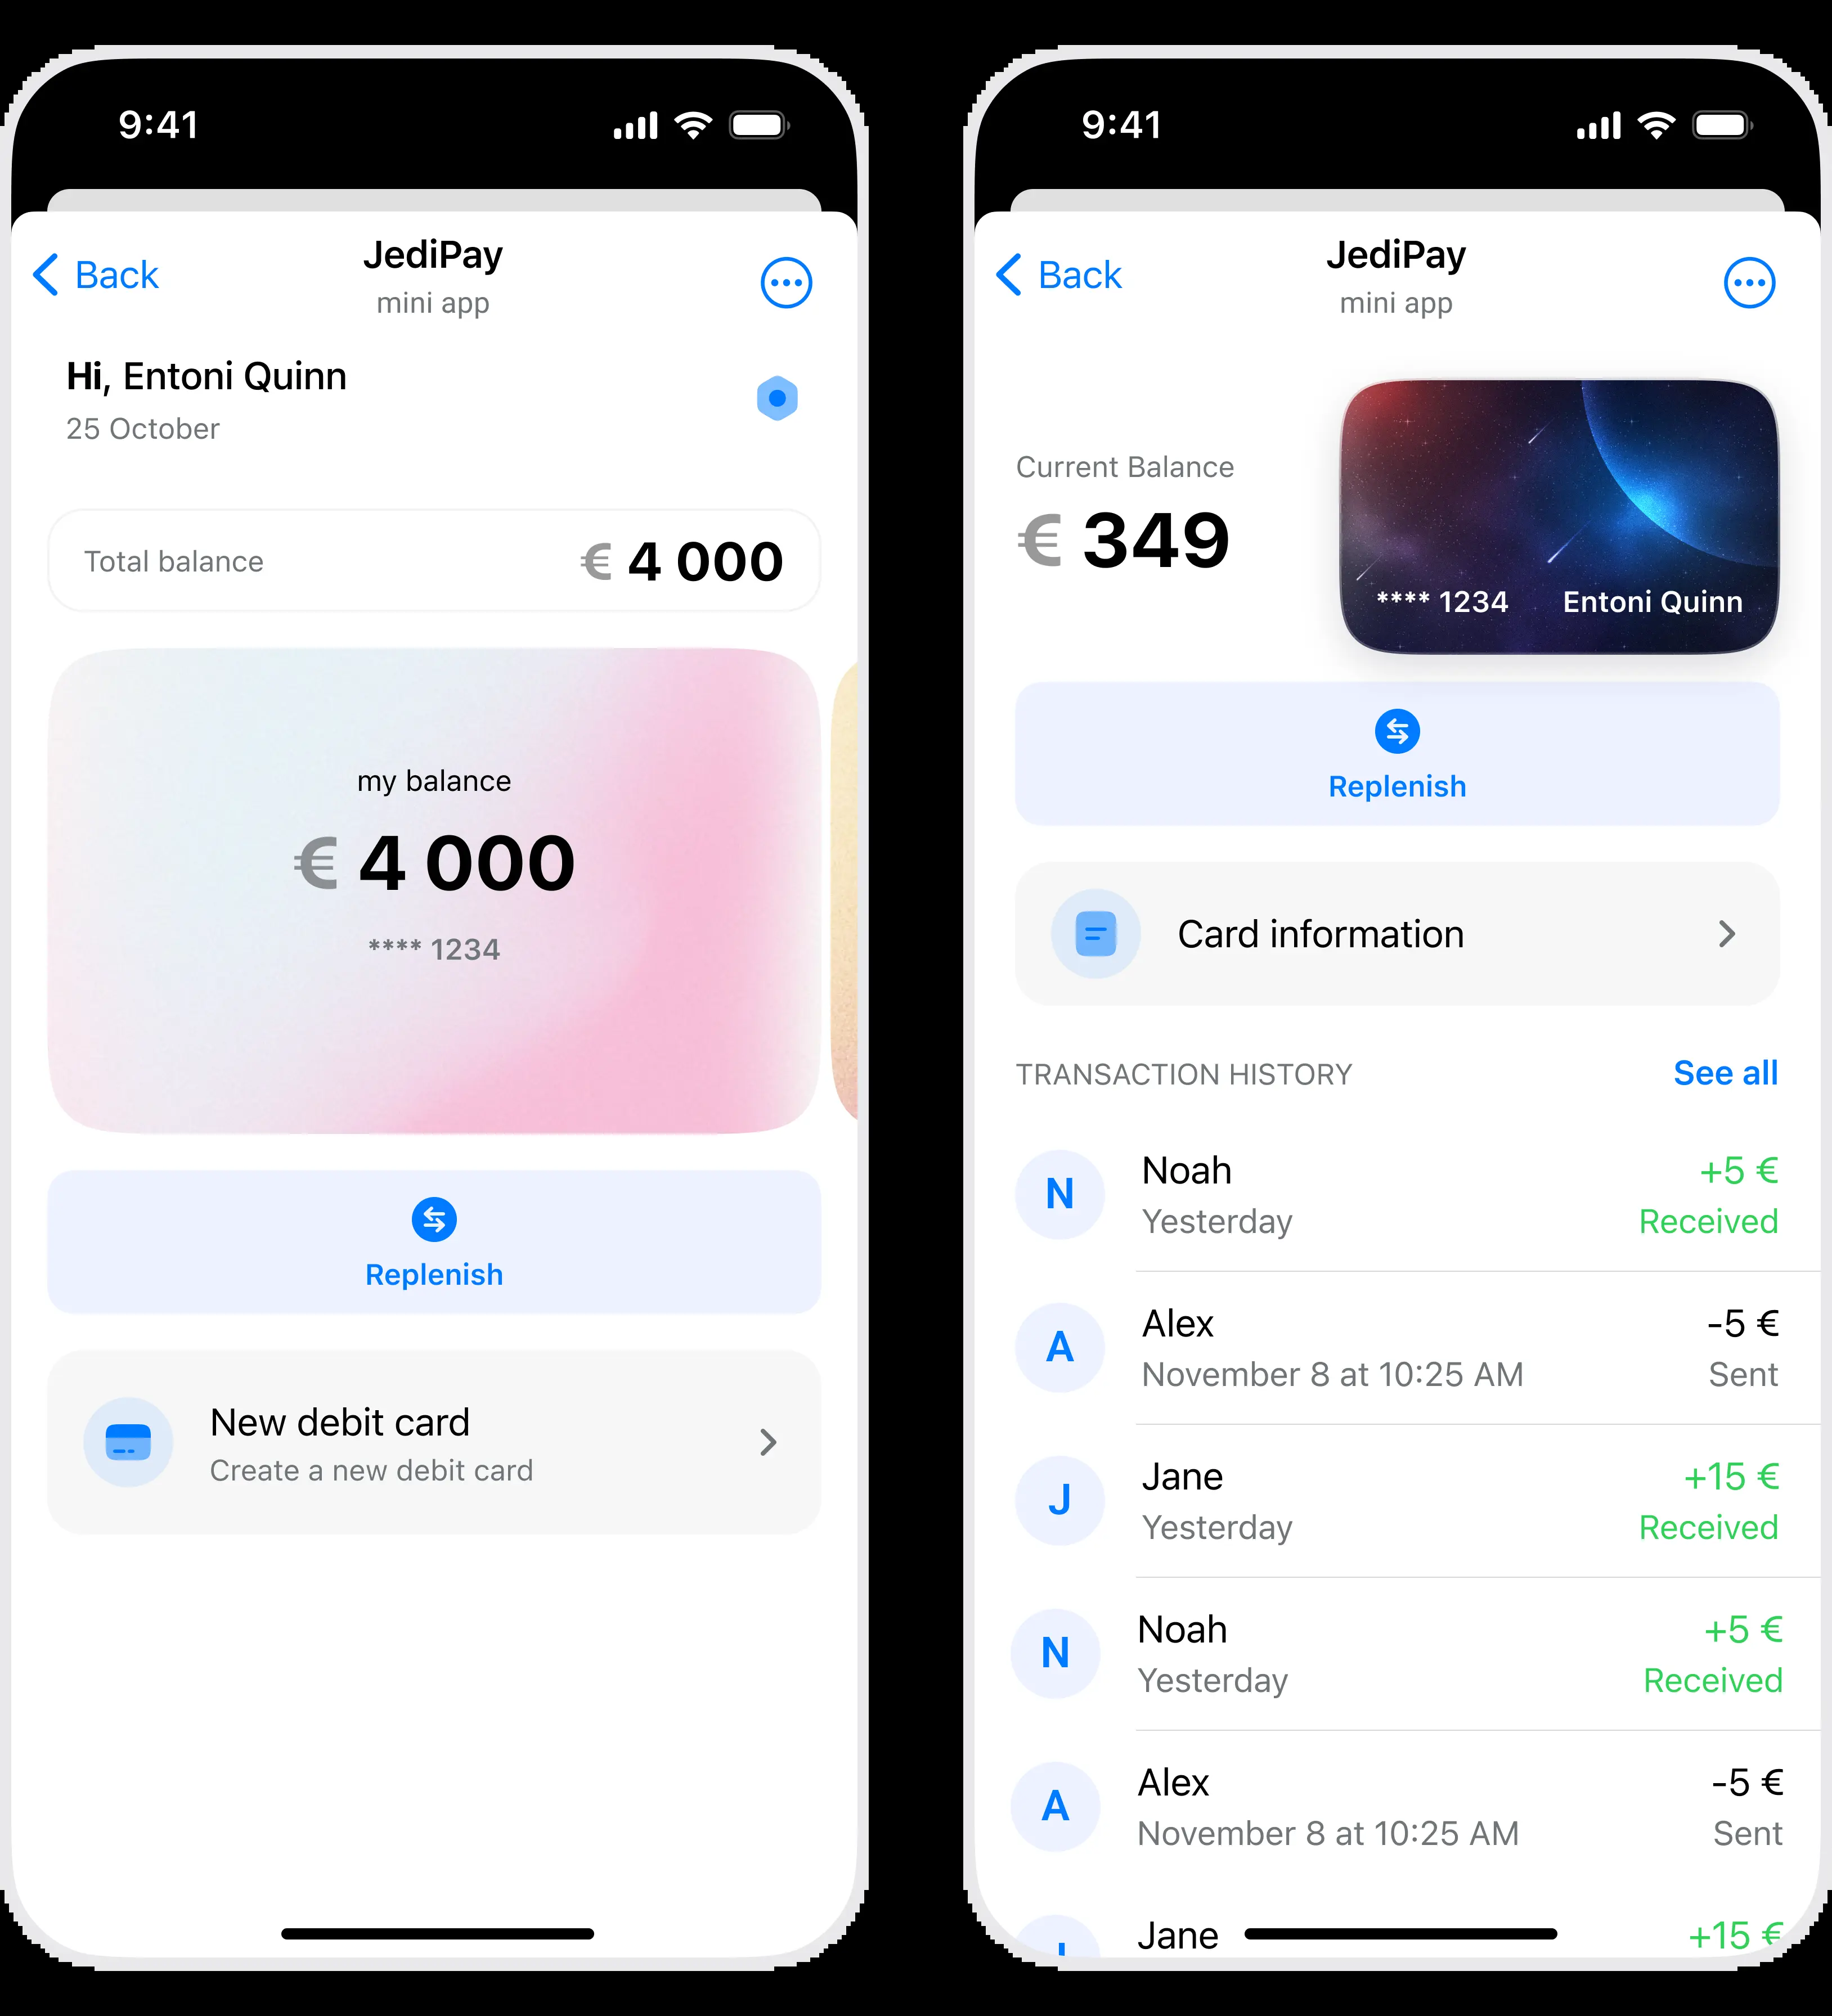 9:41
Back
JediPay
mini app
Hi, Entoni Quinn
25 October
Total balance
€ 4 000
my balance
€ 4 000
**** 1234
Replenish
New debit card
Create a new debit card
9:41
Back
JediPay
mini app
Current Balance
€ 349
**** 1234 Entoni Quinn
Replenish
Card information
TRANSACTION HISTORY See all
N
Noah +5 €
Yesterday Received
A
Alex -5 €
November 8 at 10:25 AM Sent
J
Jane +15 €
Yesterday Received
N
Noah +5 €
Yesterday Received
A
Alex -5 €
November 8 at 10:25 AM Sent
Jane +15 €